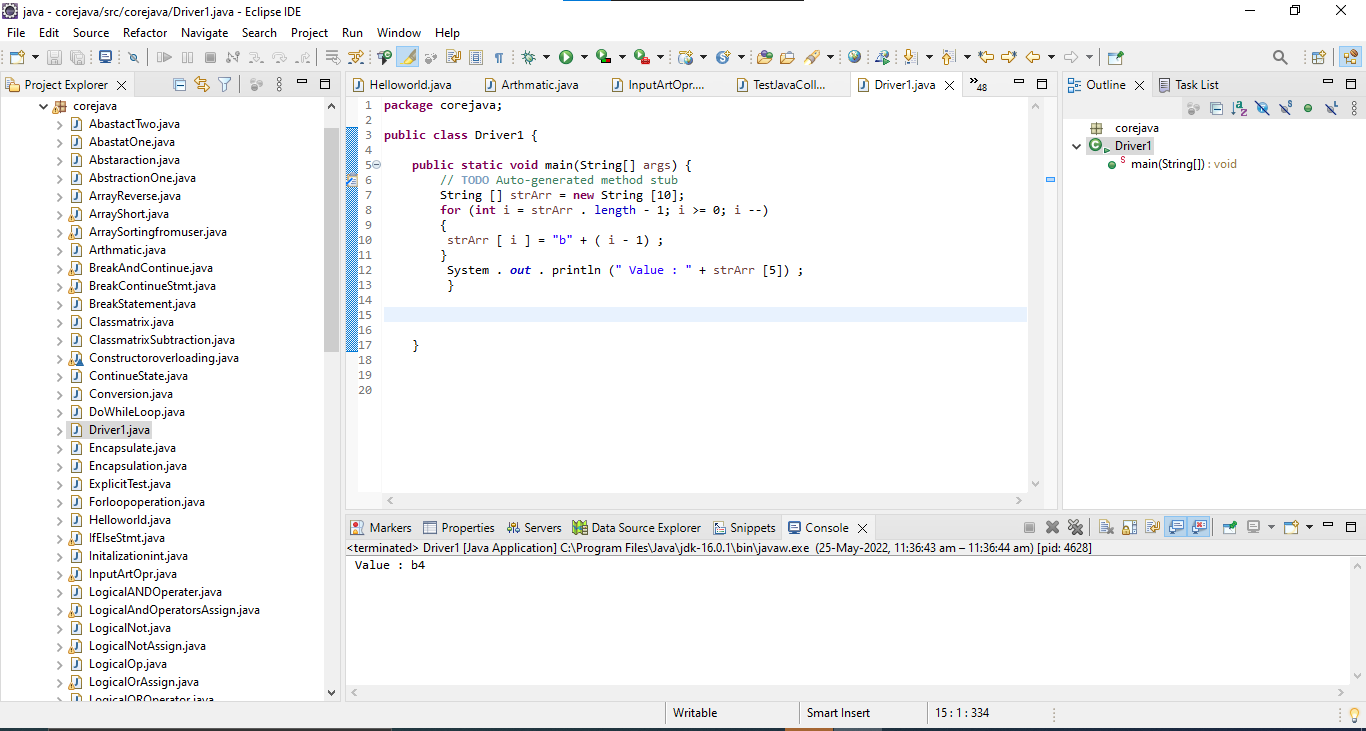 java - corejava/src/corejava/Driver1.java - Eclipse IDE
File Edit Source Refactor Navigate Search Project Run Window Help
Project Explorer
corejava
AbastactTwo.java
AbastatOne.java
Abstaraction.java
AbstractionOne.java
ArrayReverse.java
ArrayShort.java
ArraySortingfromuser.java
Arthmatic.java
BreakAndContinue.java
BreakContinueStmt.java
BreakStatement.java
Classmatrix.java
ClassmatrixSubtraction.java
Constructoroverloading.java
ContinueState.java
Conversion.java
DoWhileLoop.java
Driver1.java
Encapsulate.java
Encapsulation.java
ExplicitTest.java
Forloopoperation.java
Helloworld.java
IfElseStmt.java
Initalizationint.java
InputArtOpr.java
LogicalANDOperater.java
LogicalAndOperatorsAssign.java
LogicalNot.java
LogicalNotAssign.java
LogicalOp.java
LogicalOrAssign.java
LogicalOROperator.java
Helloworld.java Arthmatic.java InputArtOpr.... TestJavaColl... Driver1.java »48
1 package corejava;
2
3 public class Driver1 {
4
5 public static void main(String[] args) {
6 // TODO Auto-generated method stub
7 String [] strArr = new String [10];
8 for (int i = strArr . length - 1; i >= 0; i --)
9 {
10 strArr [ i ] = "b" + ( i - 1) ;
11 }
12 System . out . println (" Value : " + strArr [5]) ;
13 }
14
15
16
17 }
18
19
20
Outline Task List
corejava
Driver1
main(String[]) : void
Markers Properties Servers Data Source Explorer Snippets Console
<terminated> Driver1 [Java Application] C:\Program Files\Java\jdk-16.0.1\bin\javaw.exe (25-May-2022, 11:36:43 am – 11:36:44 am) [pid: 4628]
Value : b4
Writable Smart Insert 15 : 1 : 334